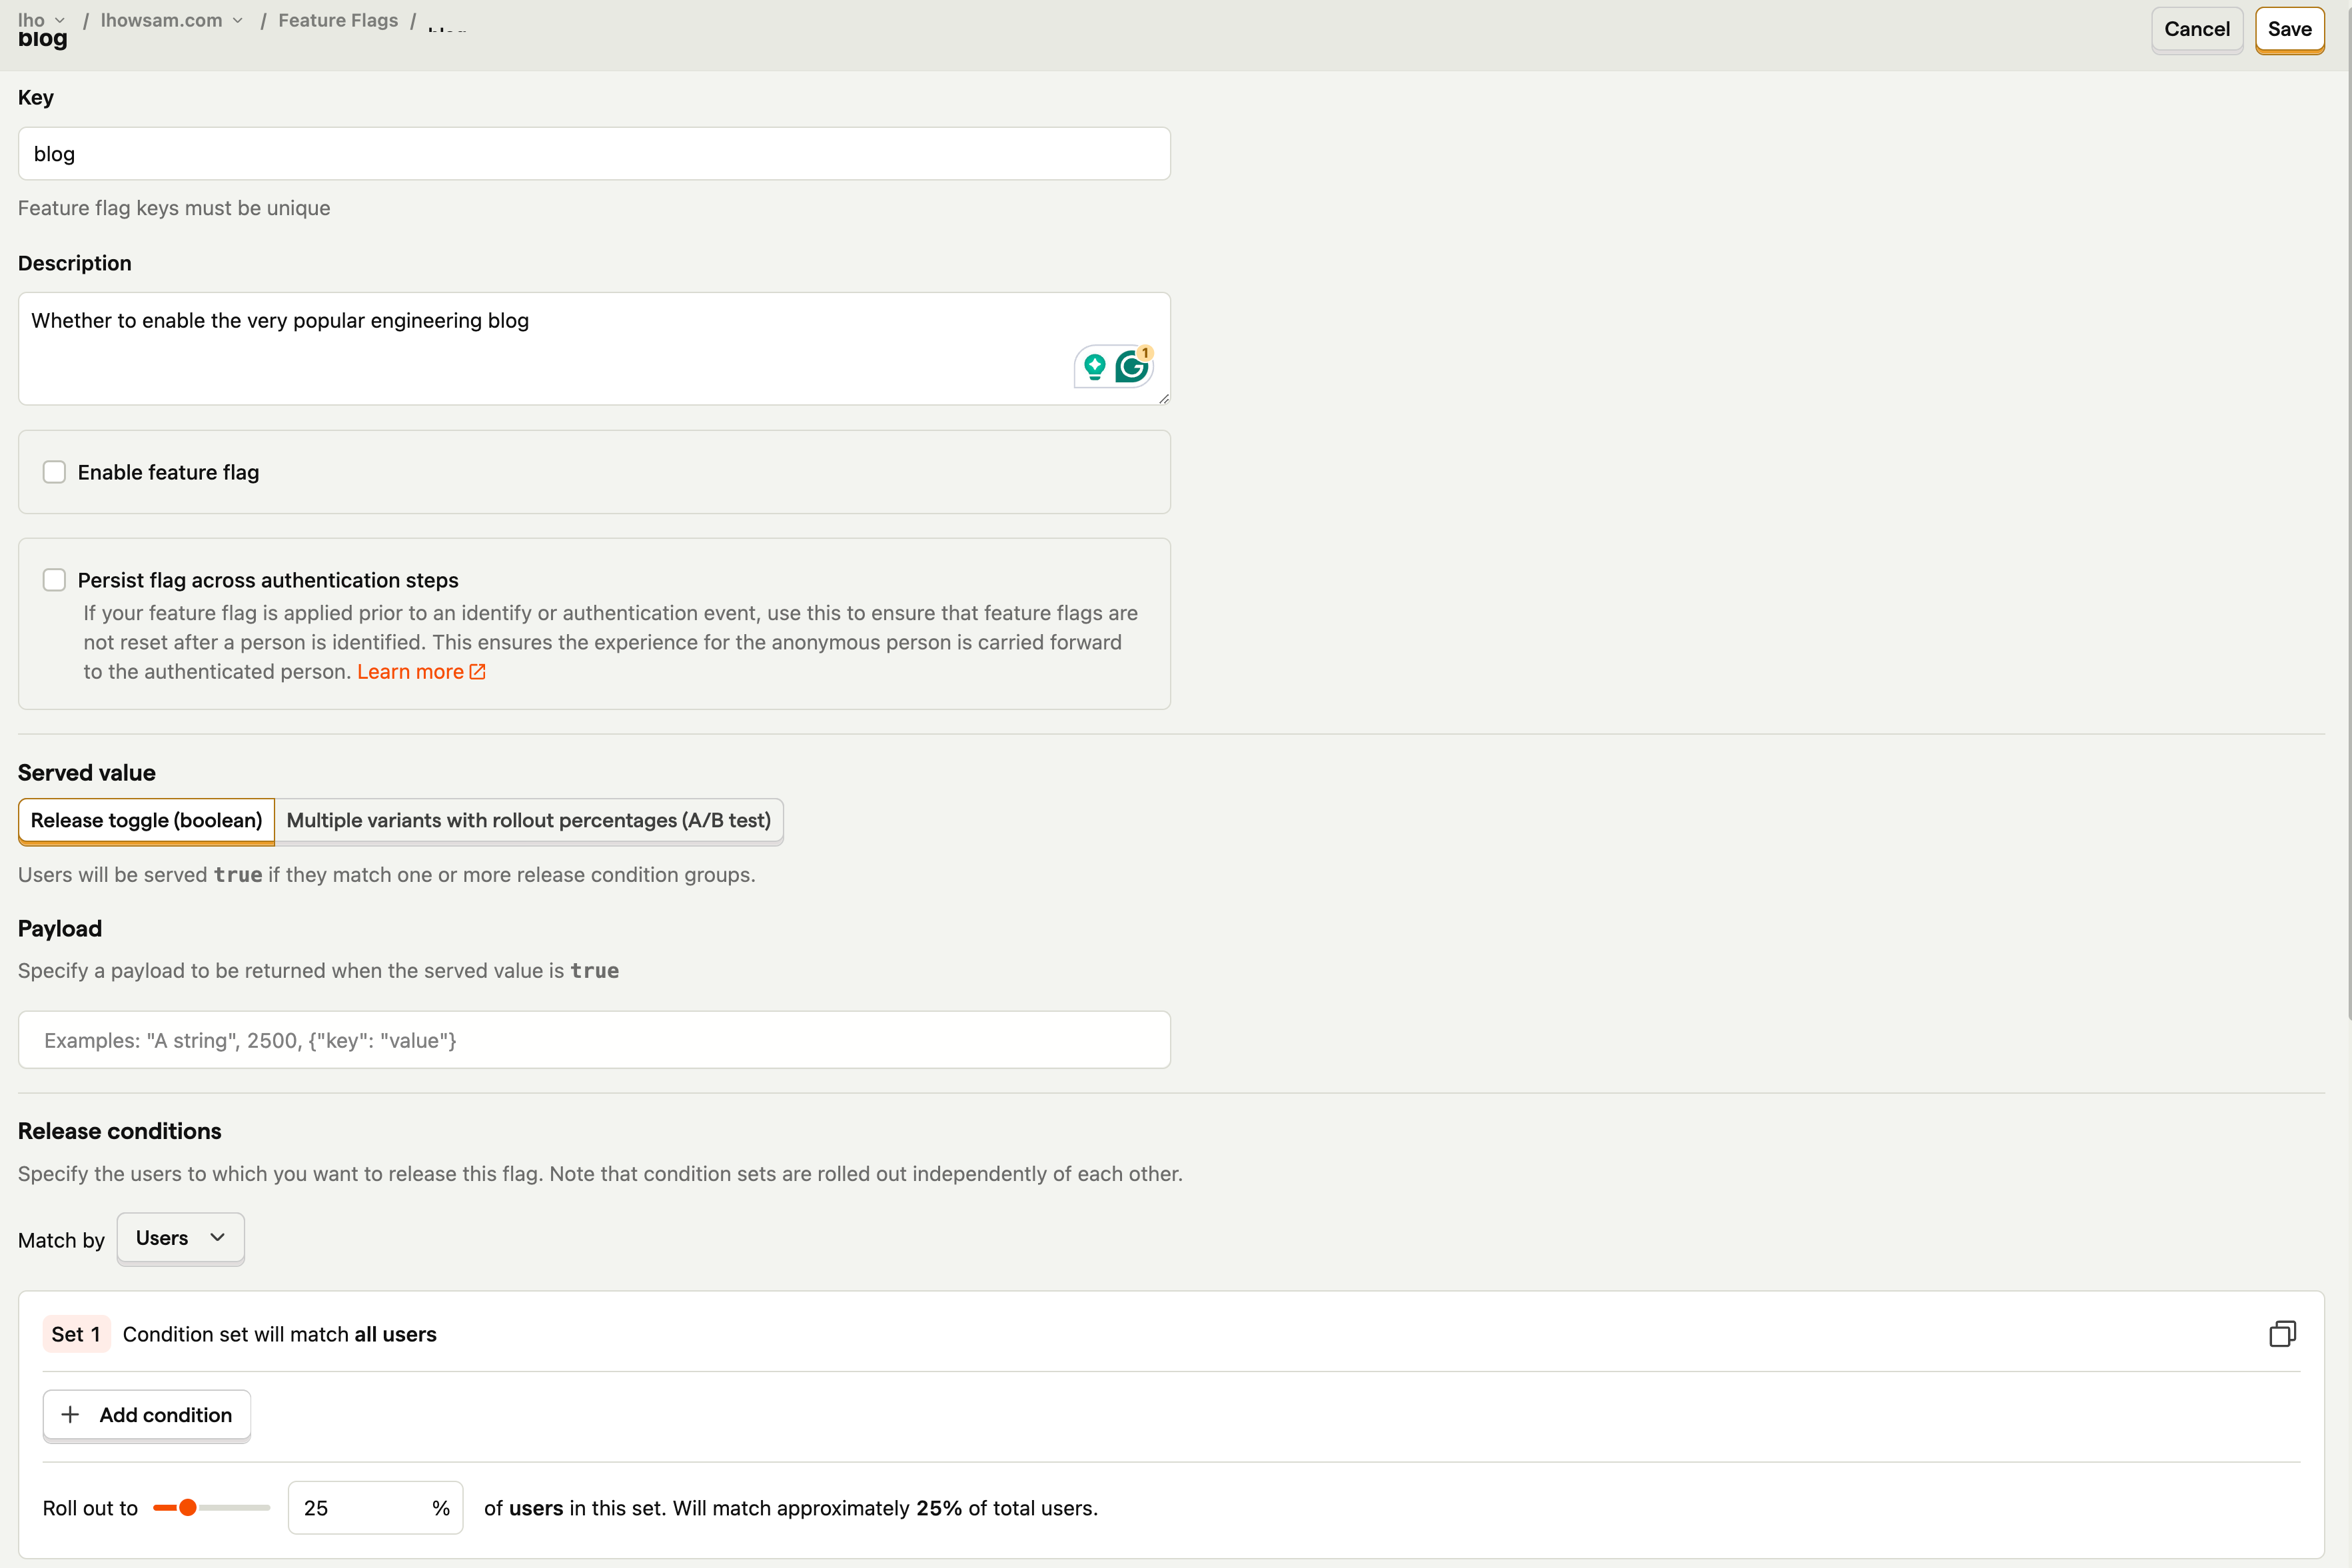 lho / lhowsam.com / Feature Flags / blog
blog
Cancel
Save
Key
blog
Feature flag keys must be unique
Description
Whether to enable the very popular engineering blog
1
Enable feature flag
Persist flag across authentication steps
If your feature flag is applied prior to an identify or authentication event, use this to ensure that feature flags are
not reset after a person is identified. This ensures the experience for the anonymous person is carried forward
to the authenticated person. Learn more
Served value
Release toggle (boolean)
Multiple variants with rollout percentages (A/B test)
Users will be served true if they match one or more release condition groups.
Payload
Specify a payload to be returned when the served value is true
Examples: "A string", 2500, {"key": "value"}
Release conditions
Specify the users to which you want to release this flag. Note that condition sets are rolled out independently of each other.
Match by Users
Set 1 Condition set will match all users
Add condition
Roll out to 25 % of users in this set. Will match approximately 25% of total users.